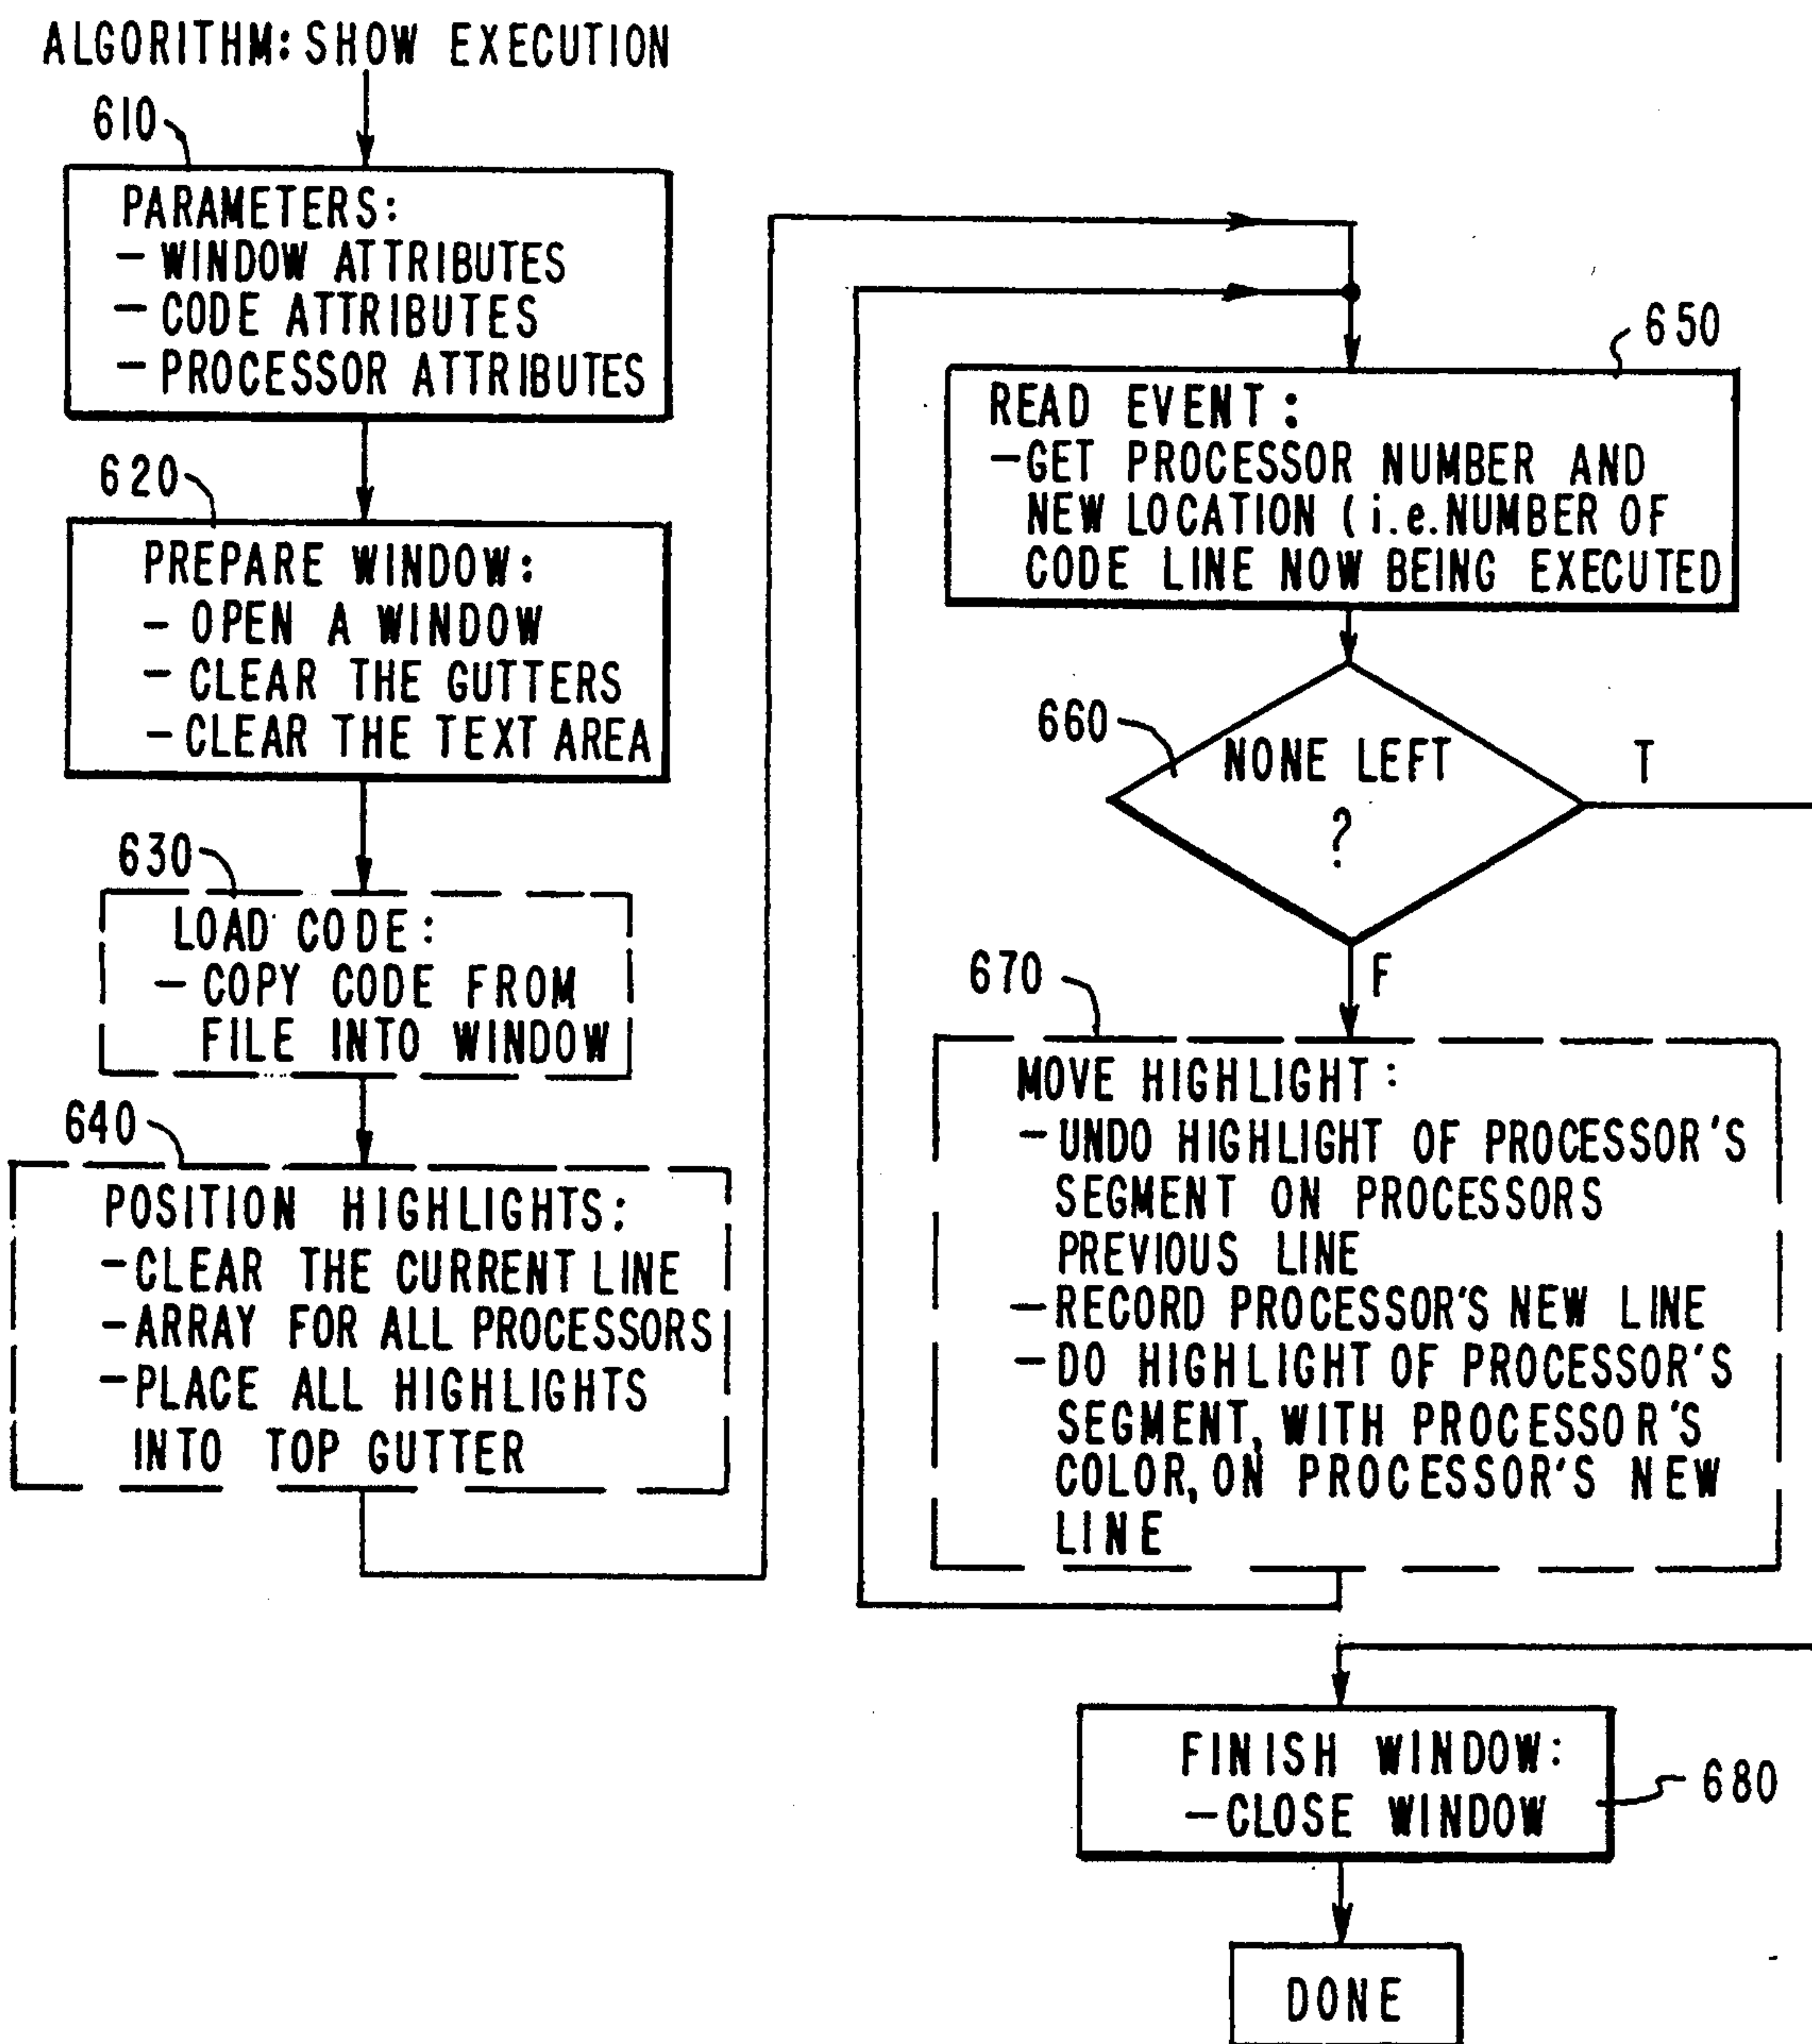 ALGORITHM: SHOW EXECUTION
610
PARAMETERS:
- WINDOW ATTRIBUTES
- CODE ATTRIBUTES
- PROCESSOR ATTRIBUTES
620
PREPARE WINDOW:
- OPEN A WINDOW
- CLEAR THE GUTTERS
- CLEAR THE TEXT AREA
630
LOAD CODE:
- COPY CODE FROM
FILE INTO WINDOW
640
POSITION HIGHLIGHTS:
- CLEAR THE CURRENT LINE
- ARRAY FOR ALL PROCESSORS
- PLACE ALL HIGHLIGHTS
INTO TOP GUTTER
650
READ EVENT:
- GET PROCESSOR NUMBER AND
NEW LOCATION (i.e. NUMBER OF
CODE LINE NOW BEING EXECUTED
660
NONE LEFT
?
T
F
670
MOVE HIGHLIGHT:
- UNDO HIGHLIGHT OF PROCESSOR'S
SEGMENT ON PROCESSORS
PREVIOUS LINE
- RECORD PROCESSOR'S NEW LINE
- DO HIGHLIGHT OF PROCESSOR'S
SEGMENT, WITH PROCESSOR'S
COLOR, ON PROCESSOR'S NEW
LINE
FINISH WINDOW:
- CLOSE WINDOW
680
DONE